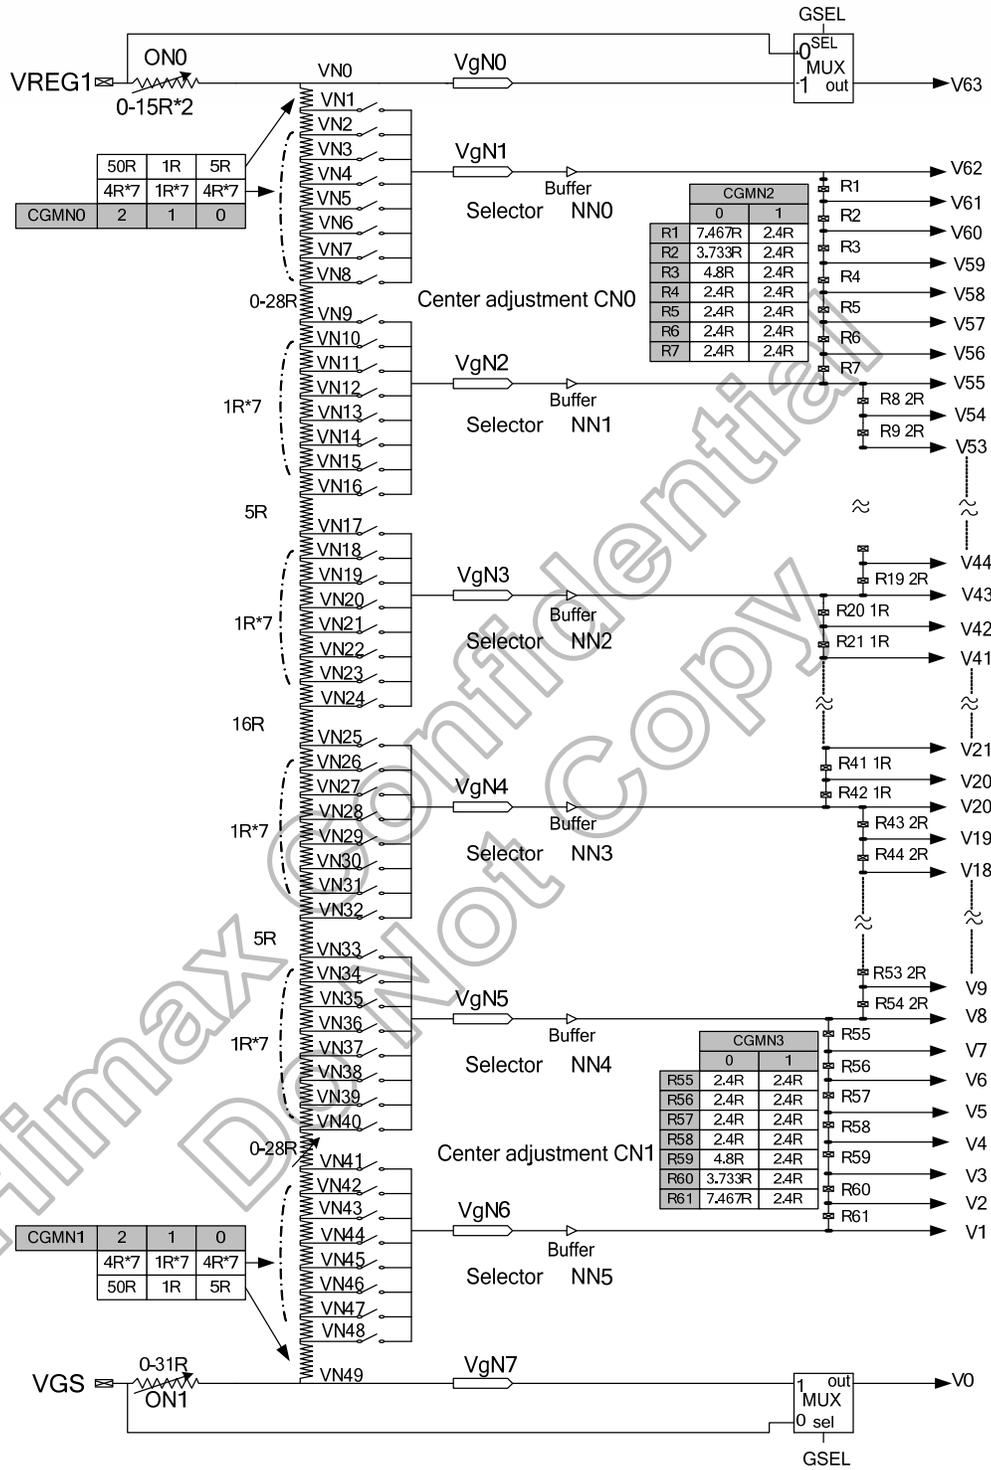 GSEL
ON0
VN0
VgN0
0
SEL
MUX
VREG1
1
out
V63
0-15R*2
VN1
VN2
VN3
VN4
VN5
VN6
VN7
VN8
50R 1R 5R
4R*7 1R*7 4R*7
CGMN0 2 1 0
VgN1
Buffer
Selector NN0
V62
R1
V61
R2
V60
R3
V59
R4
V58
R5
V57
R6
V56
R7
V55
CGMN2
0 1
R1 7.467R 2.4R
R2 3.733R 2.4R
R3 4.8R 2.4R
R4 2.4R 2.4R
R5 2.4R 2.4R
R6 2.4R 2.4R
R7 2.4R 2.4R
0-28R
Center adjustment CN0
VN9
VN10
VN11
VN12
VN13
VN14
VN15
VN16
1R*7
VgN2
Buffer
Selector NN1
R8 2R
V54
R9 2R
V53
5R
VN17
VN18
VN19
VN20
VN21
VN22
VN23
VN24
1R*7
VgN3
Buffer
Selector NN2
V44
R19 2R
V43
R20 1R
V42
R21 1R
V41
16R
VN25
VN26
VN27
VN28
VN29
VN30
VN31
VN32
1R*7
VgN4
Buffer
Selector NN3
V21
R41 1R
V20
R42 1R
V20
R43 2R
V19
R44 2R
V18
5R
VN33
VN34
VN35
VN36
VN37
VN38
VN39
VN40
1R*7
VgN5
Buffer
Selector NN4
R53 2R
V9
R54 2R
V8
R55
V7
R56
V6
R57
V5
R58
V4
R59
V3
R60
V2
R61
V1
CGMN3
0 1
R55 2.4R 2.4R
R56 2.4R 2.4R
R57 2.4R 2.4R
R58 2.4R 2.4R
R59 4.8R 2.4R
R60 3.733R 2.4R
R61 7.467R 2.4R
0-28R
Center adjustment CN1
VN41
VN42
VN43
VN44
VN45
VN46
VN47
VN48
VgN6
Buffer
Selector NN5
CGMN1 2 1 0
4R*7 1R*7 4R*7
50R 1R 5R
0-31R
VGS
ON1
VN49
VgN7
1
out
MUX
0 sel
V0
GSEL
Himax Confidential
Do Not Copy